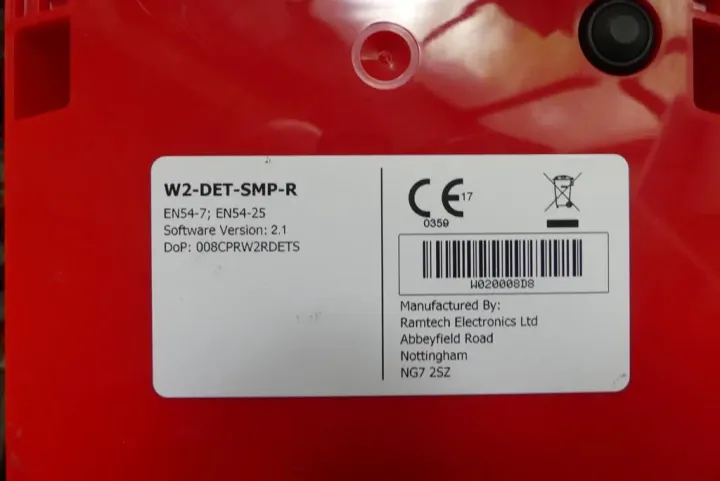 W2-DET-SMP-R
EN54-7; EN54-25
Software Version: 2.1
DoP: 008CPRW2RDETS
CE 17
0359
W020008D8
Manufactured By:
Ramtech Electronics Ltd
Abbeyfield Road
Nottingham
NG7 2SZ